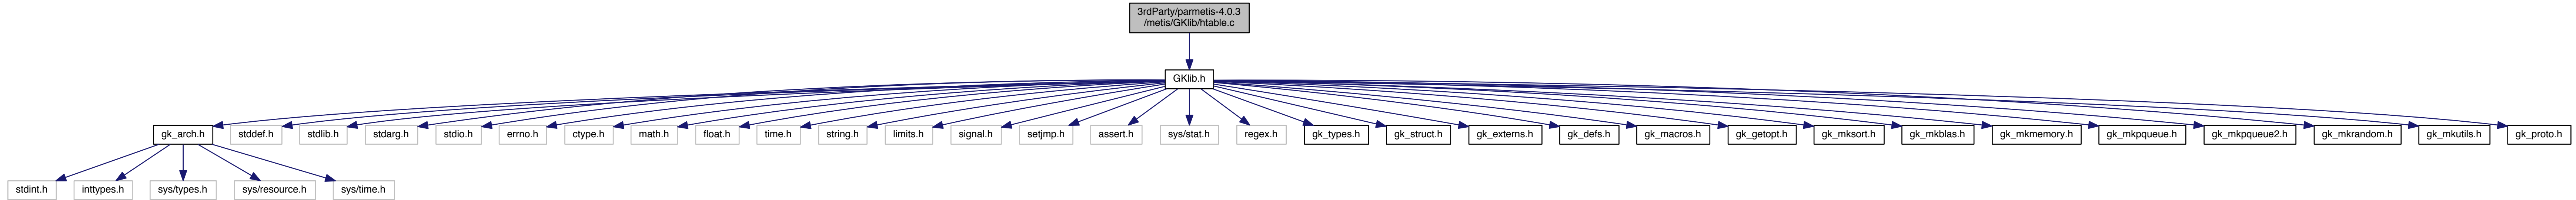 3rdParty/parmetis-4.0.3
/metis/GKlib/htable.c
GKlib.h
gk_arch.h
stddef.h
stdlib.h
stdarg.h
stdio.h
errno.h
ctype.h
math.h
float.h
time.h
string.h
limits.h
signal.h
setjmp.h
assert.h
sys/stat.h
regex.h
gk_types.h
gk_struct.h
gk_externs.h
gk_defs.h
gk_macros.h
gk_getopt.h
gk_mksort.h
gk_mkblas.h
gk_mkmemory.h
gk_mkpqueue.h
gk_mkpqueue2.h
gk_mkrandom.h
gk_mkutils.h
gk_proto.h
stdint.h
inttypes.h
sys/types.h
sys/resource.h
sys/time.h